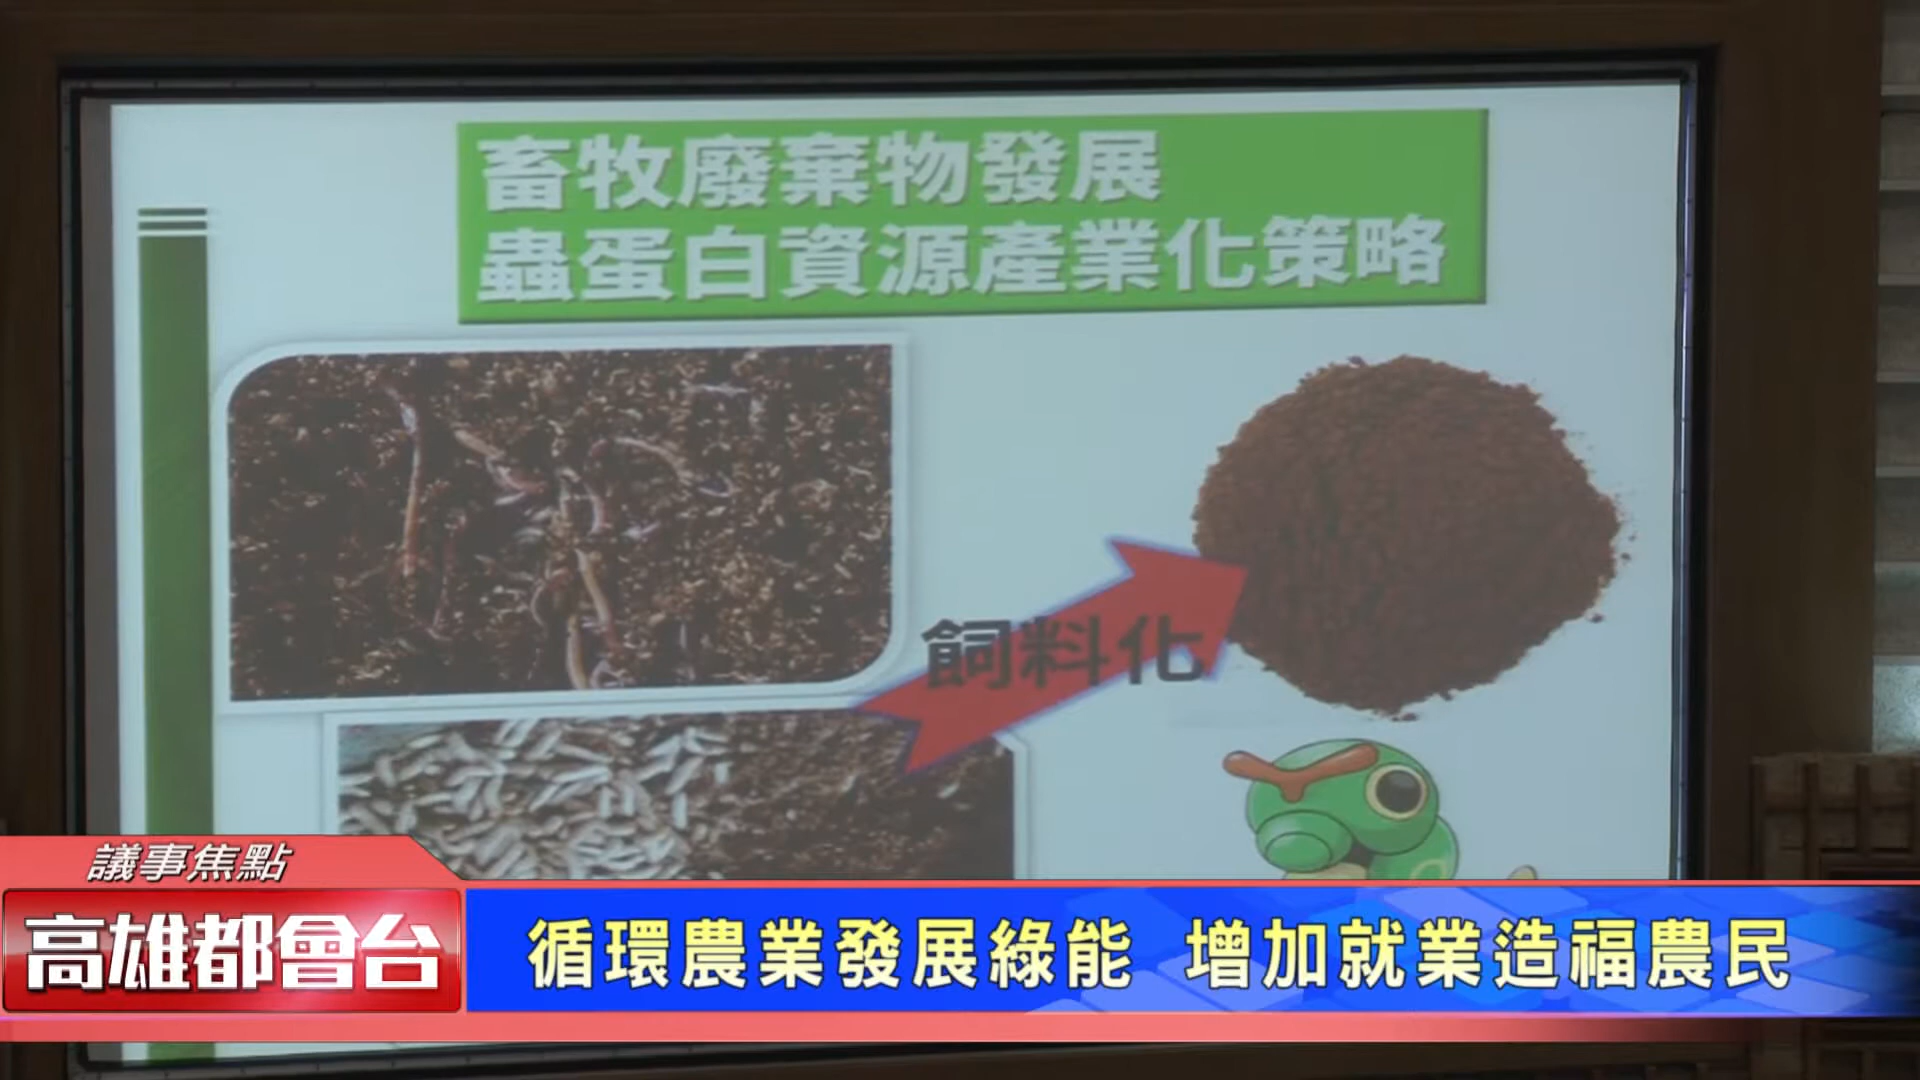 畜牧廢棄物發展
蟲蛋白資源產業化策略
飼料化
議事焦點
高雄都會台
循環農業發展綠能 增加就業造福農民